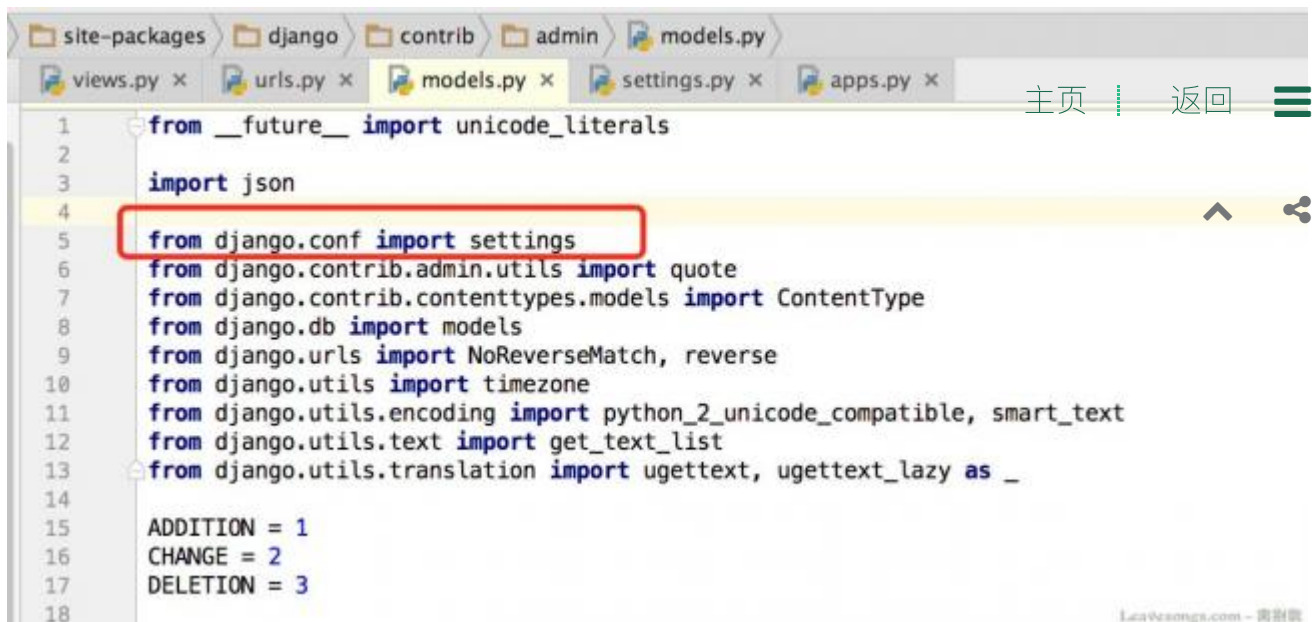 site-packages django contrib admin models.py
views.py × urls.py × models.py × settings.py × apps.py ×
主页 返回
1 from __future__ import unicode_literals
2
3 import json
4
5 from django.conf import settings
6 from django.contrib.admin.utils import quote
7 from django.contrib.contenttypes.models import ContentType
8 from django.db import models
9 from django.urls import NoReverseMatch, reverse
10 from django.utils import timezone
11 from django.utils.encoding import python_2_unicode_compatible, smart_text
12 from django.utils.text import get_text_list
13 from django.utils.translation import ugettext, ugettext_lazy as _
14
15 ADDITION = 1
16 CHANGE = 2
17 DELETION = 3
18
Leavesongs.com -